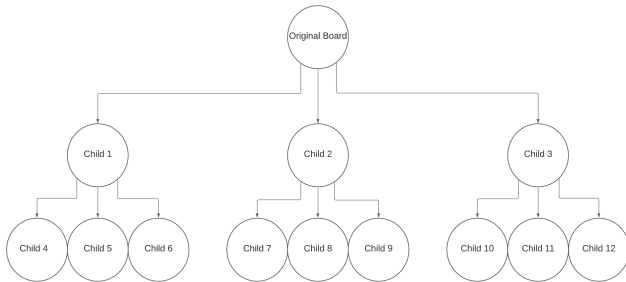 Original Board
Child 1
Child 2
Child 3
Child 4
Child 5
Child 6
Child 7
Child 8
Child 9
Child 10
Child 11
Child 12